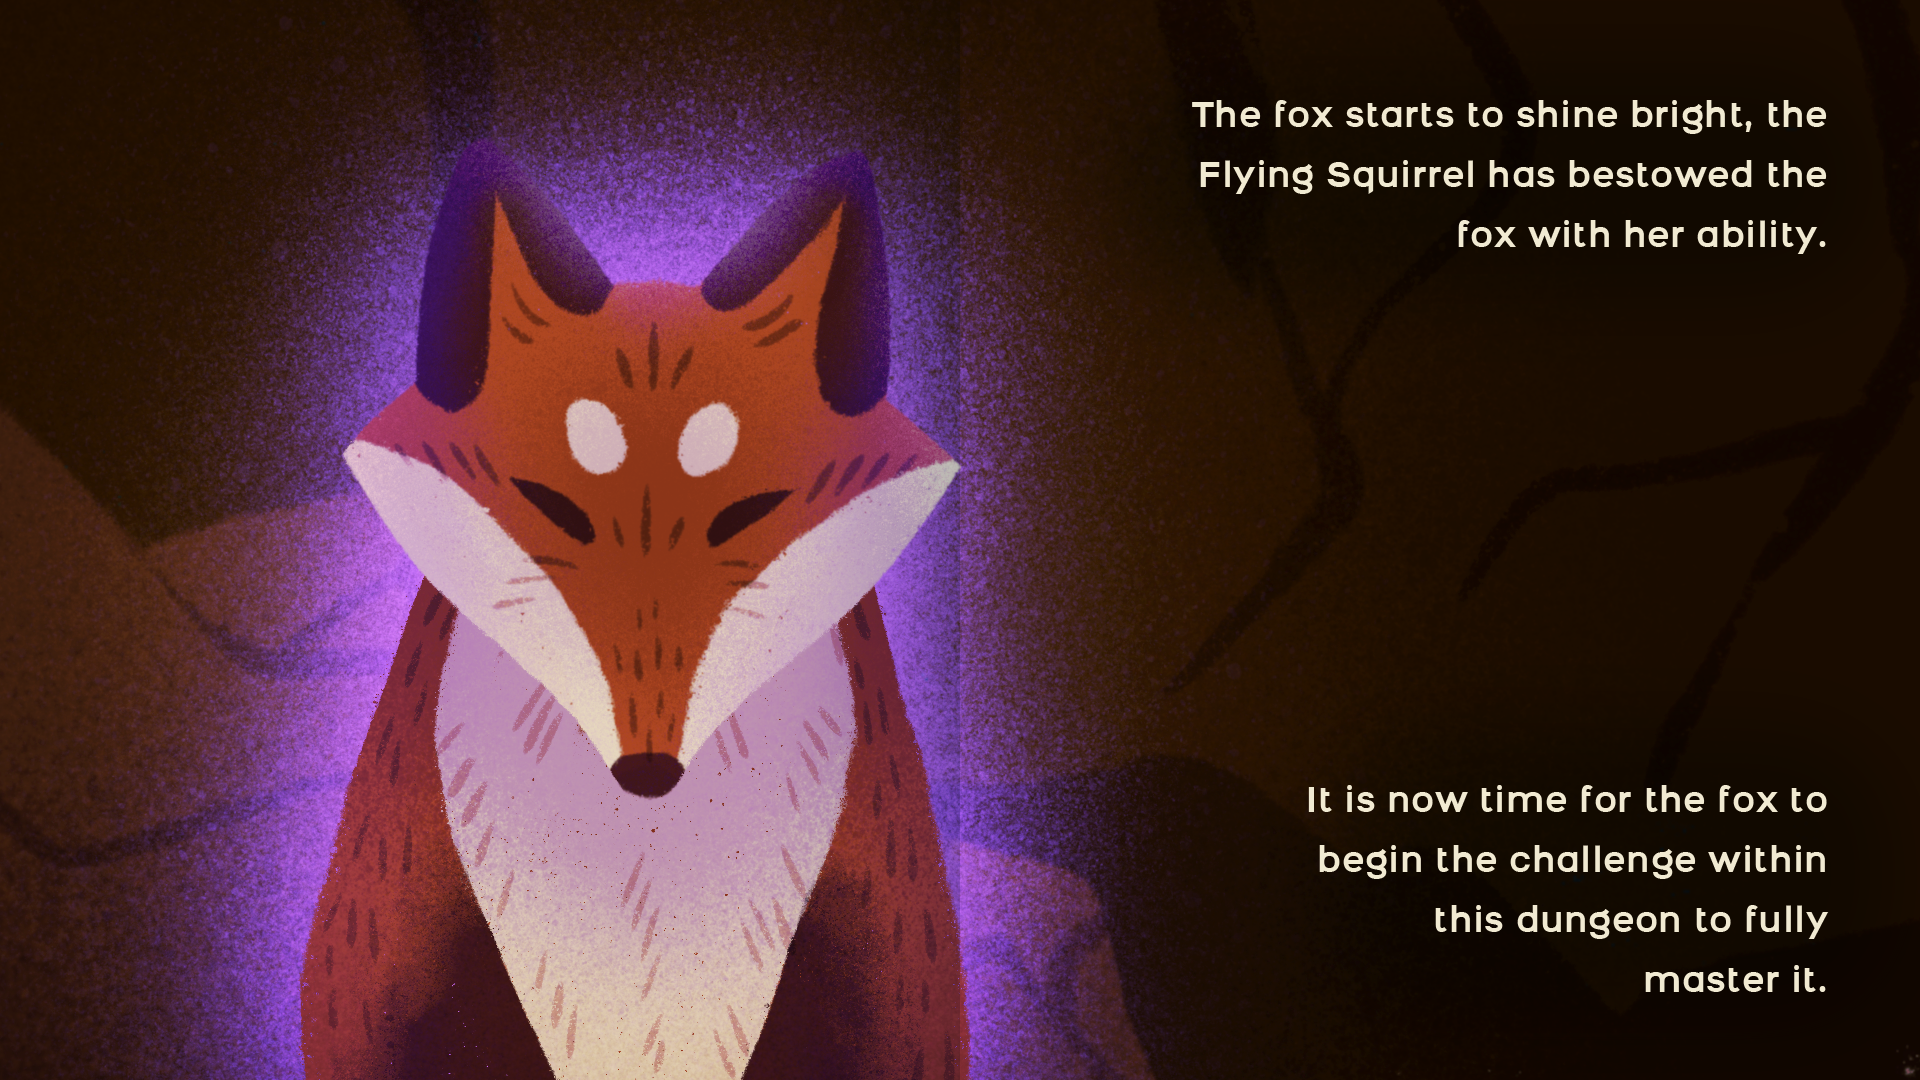 The fox starts to shine bright, the
Flying Squirrel has bestowed the
fox with her ability.
It is now time for the fox to
begin the challenge within
this dungeon to fully
master it.